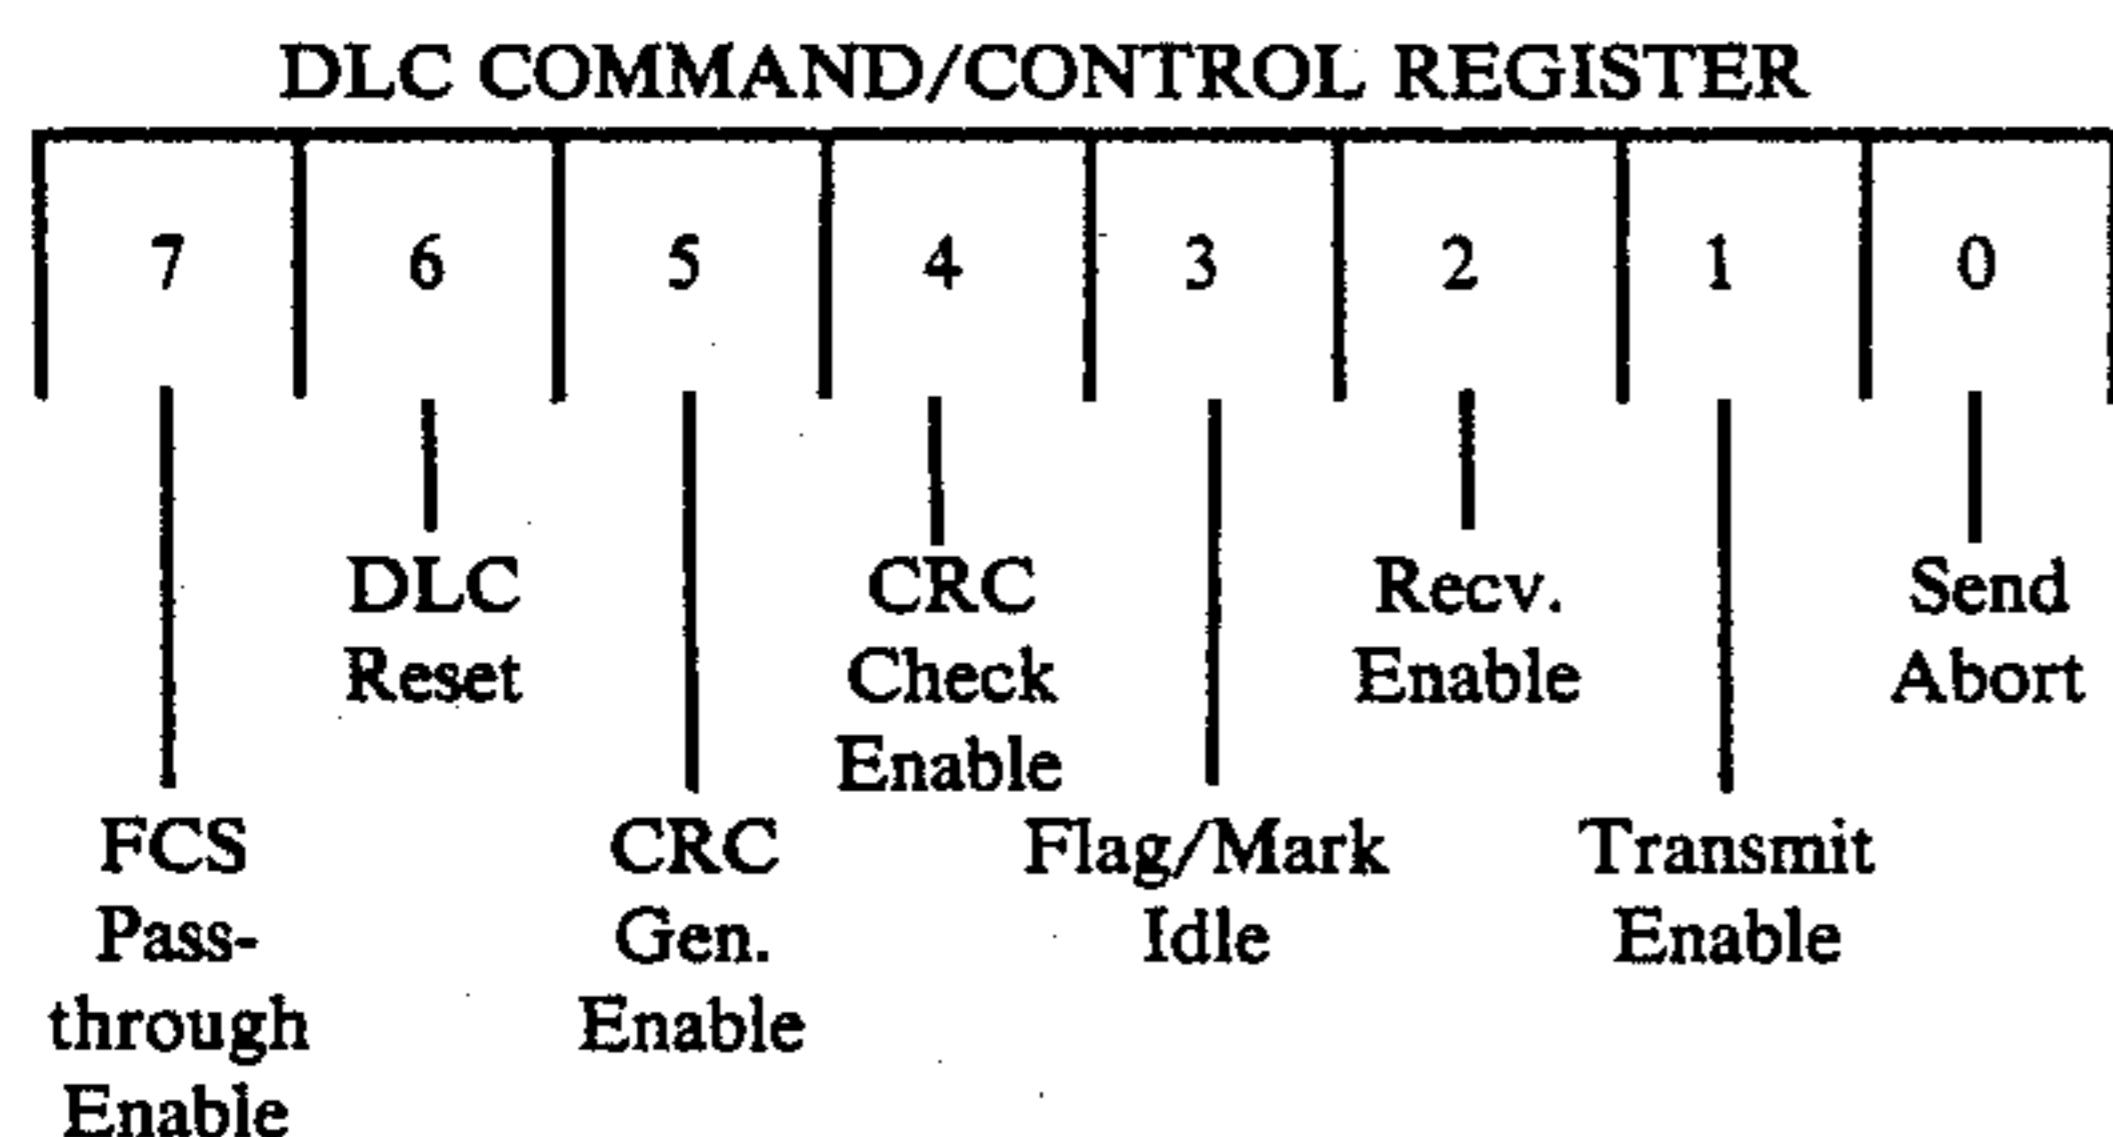 DLC COMMAND/CONTROL REGISTER
7 6 5 4 3 2 1 0
DLC
Reset
CRC
Check
Enable
Recv.
Enable
Send
Abort
FCS
Pass-
through
Enable
CRC
Gen.
Enable
Flag/Mark
Idle
Transmit
Enable